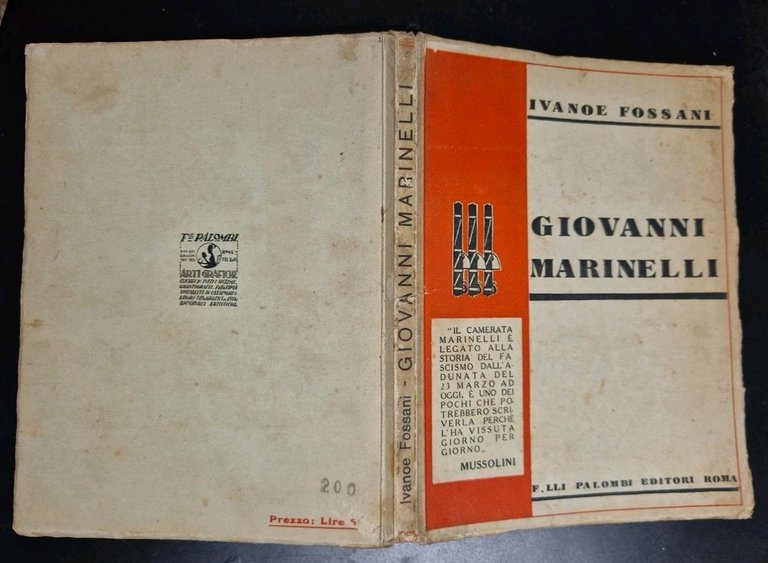 IVANOE FOSSANI
GIOVANNI
MARINELLI
"IL CAMERATA
MARINELLI È
LEGATO ALLA
STORIA DEL FA
SCISMO DALL'A-
DUNATA DEL
23 MARZO AD
OGGI, È UNO DEI
POCHI CHE PO-
TREBBERO SCRI-
VERLA PERCHÈ
L'HA VISSUTA
GIORNO PER
GIORNO„
MUSSOLINI
F.LLI PALOMBI EDITORI ROMA
Ivanoe Fossani - GIOVANNI MARINELLI
F.LLI PALOMBI
ROMA
ARTI GRAFICHE
200
Prezzo: Lire 5